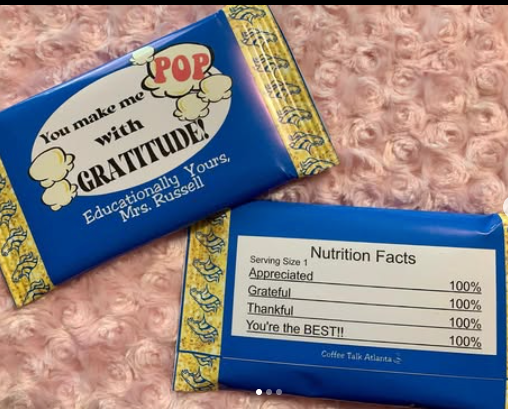 POP
You make me
with
GRATITUDE!
Educationally Yours,
Mrs. Russell
Nutrition Facts
Serving Size 1
Appreciated 100%
Grateful 100%
Thankful 100%
You're the BEST!! 100%
Coffee Talk Atlanta